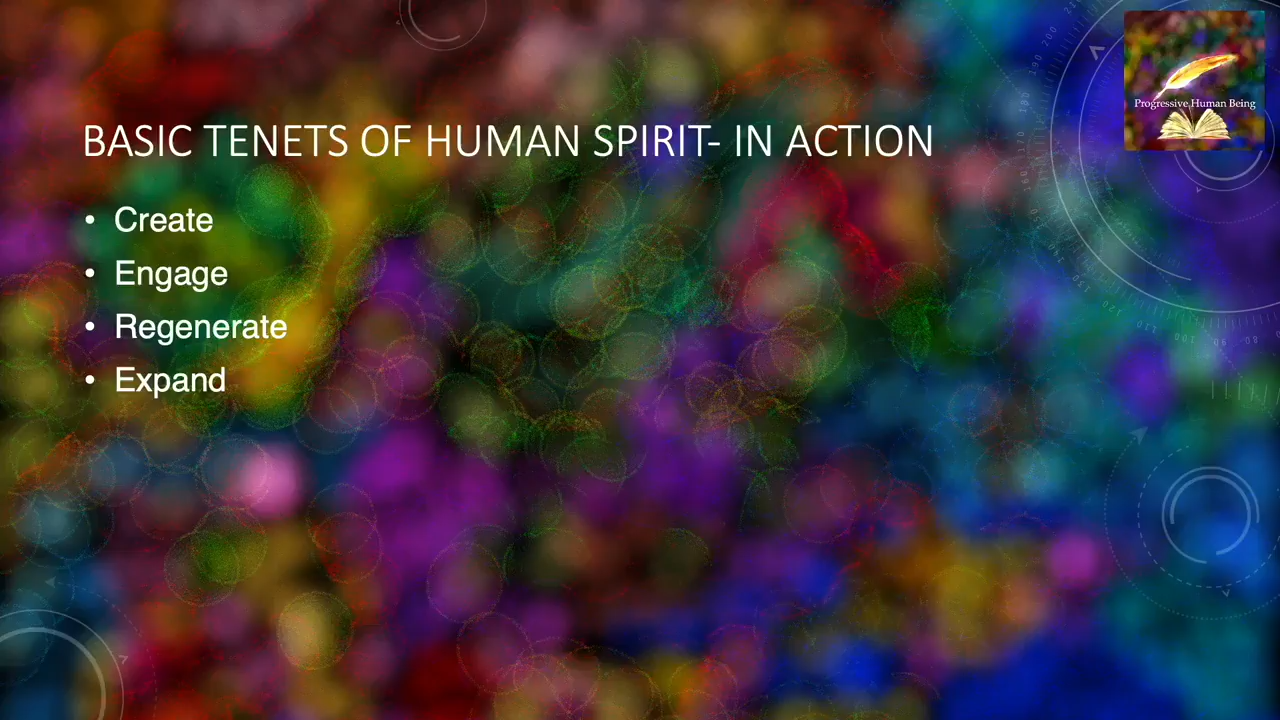 Progressive Human Being
BASIC TENETS OF HUMAN SPIRIT- IN ACTION
• Create
• Engage
• Regenerate
• Expand